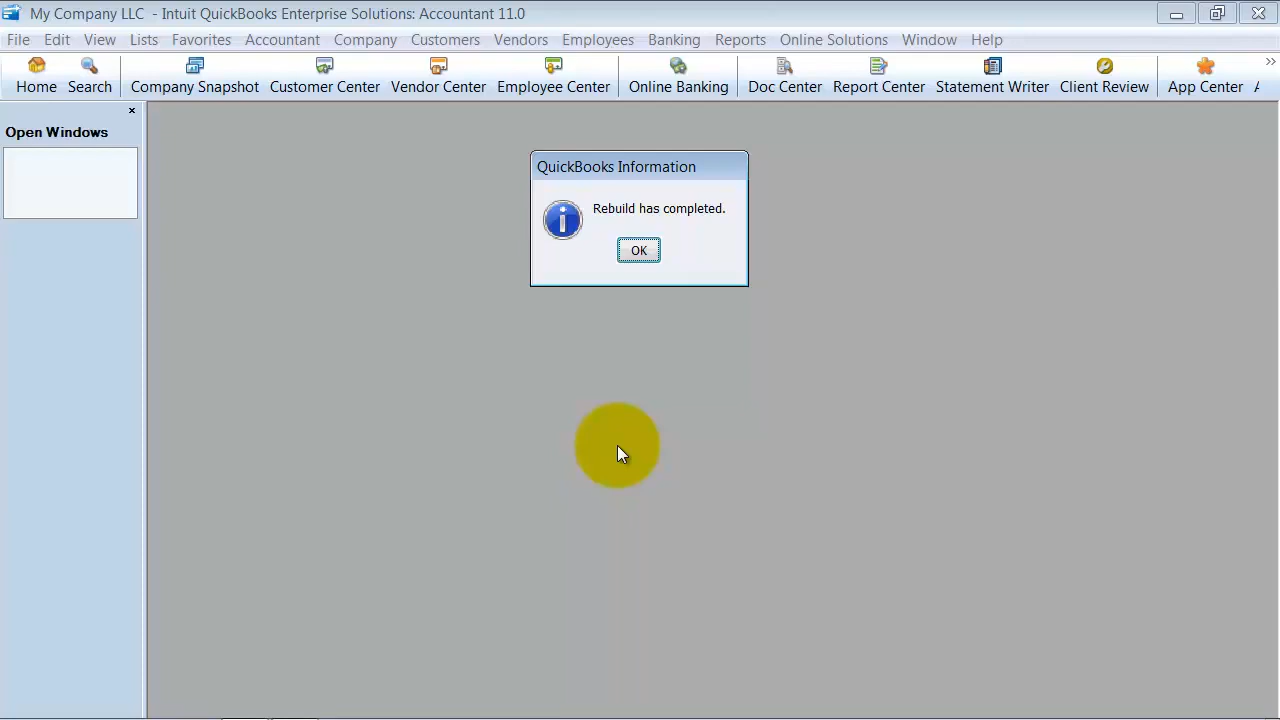 My Company LLC - Intuit QuickBooks Enterprise Solutions: Accountant 11.0
File Edit View Lists Favorites Accountant Company Customers Vendors Employees Banking Reports Online Solutions Window Help
Home Search Company Snapshot Customer Center Vendor Center Employee Center Online Banking Doc Center Report Center Statement Writer Client Review App Center
Open Windows
QuickBooks Information
Rebuild has completed.
OK